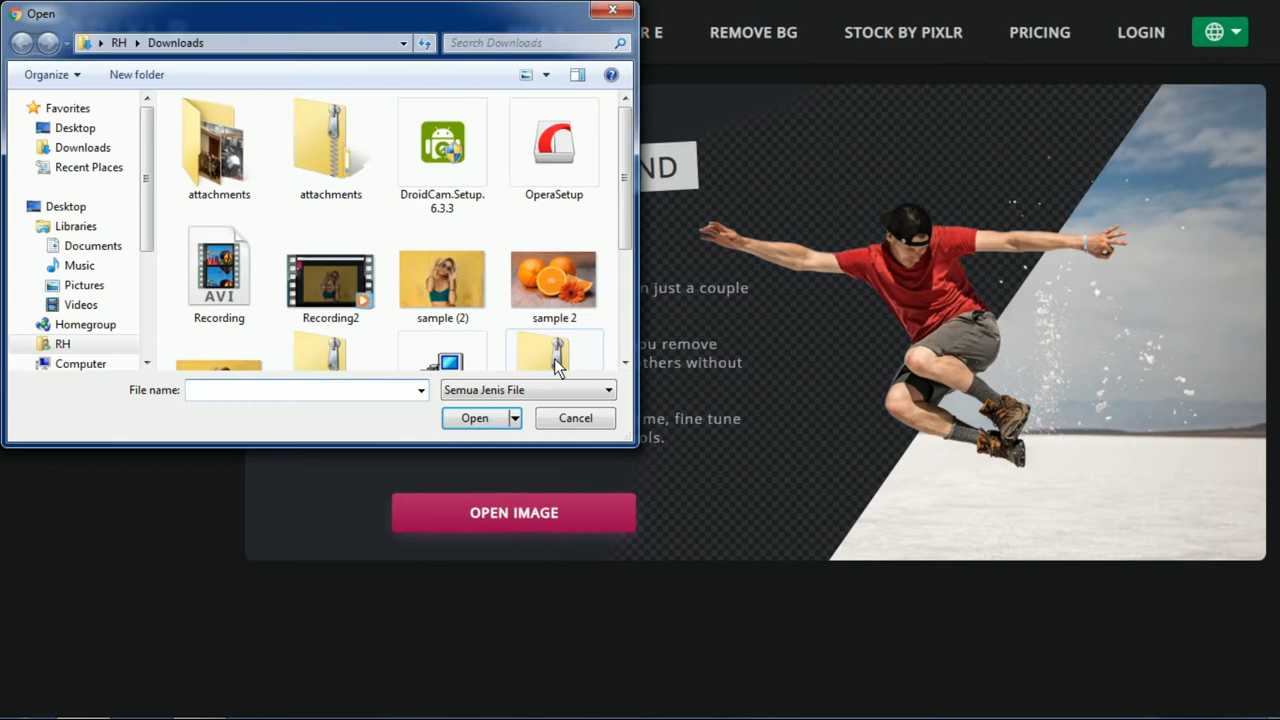 Open
RH
Downloads
Search Downloads
Organize
New folder
Favorites
Desktop
Downloads
Recent Places
Desktop
Libraries
Documents
Music
Pictures
Videos
Homegroup
RH
Computer
attachments
attachments
DroidCam.Setup.
6.3.3
OperaSetup
AVI
Recording
Recording2
sample (2)
sample 2
File name:
Semua Jenis File
Open
Cancel
R E
REMOVE BG
STOCK BY PIXLR
PRICING
LOGIN
ND
n just a couple
ou remove
thers without
me, fine tune
ols.
OPEN IMAGE